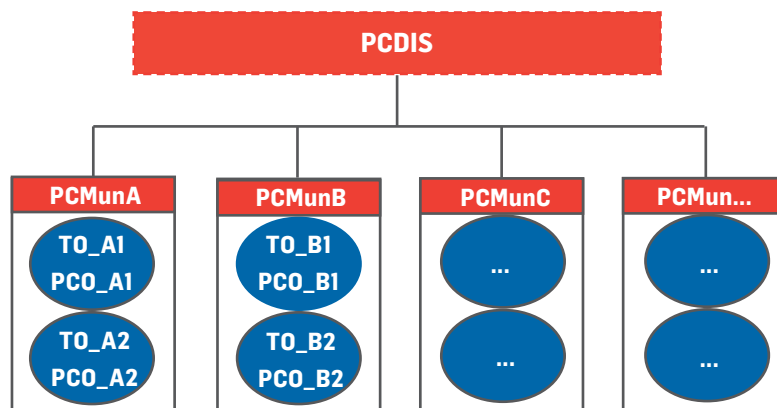 PCDIS
PCMunA
PCMunB
PCMunC
PCMun...
TO_A1
PCO_A1
TO_B1
PCO_B1
...
...
TO_A2
PCO_A2
TO_B2
PCO_B2
...
...